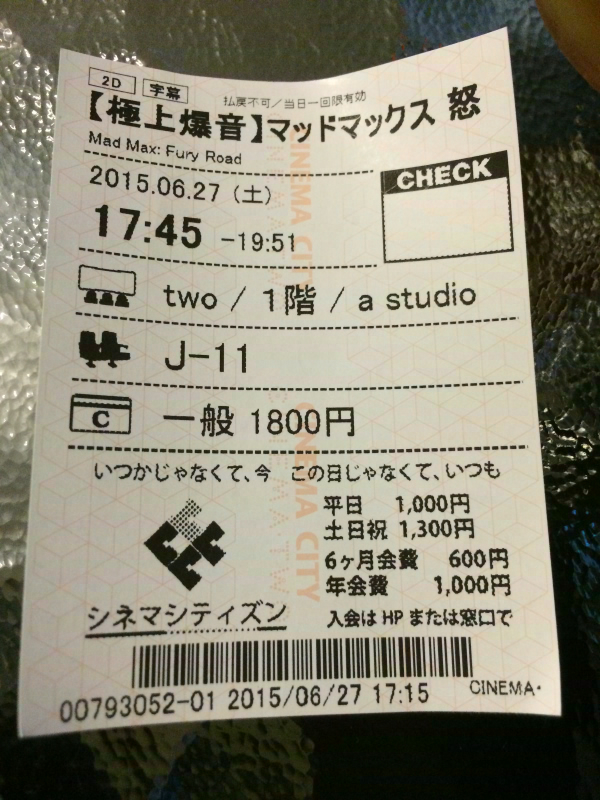 2D 字幕 払戻不可/当日一回限有効
【極上爆音】マッドマックス 怒
Mad Max: Fury Road
2015.06.27 (土)
CHECK
17:45 -19:51
two / 1階 / a studio
J-11
C 一般 1800円
いつかじゃなくて、今 この日じゃなくて、いつも
平日 1,000円
土日祝 1,300円
6ヶ月会費 600円
年会費 1,000円
シネマシティズン
入会は HP または窓口で
00793052-01 2015/06/27 17:15 CINEMA・
CINEMA CITY
CINEMA CITY